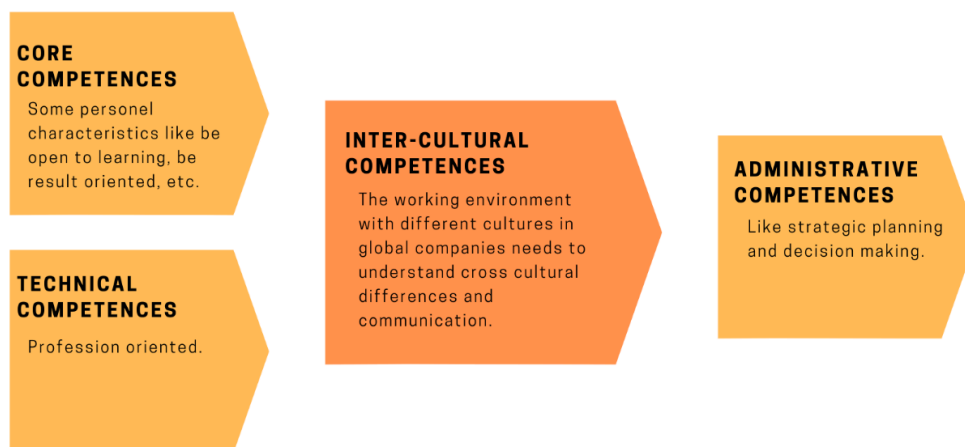 CORE
COMPETENCES
Some personel
characteristics like be
open to learning, be
result oriented, etc.
TECHNICAL
COMPETENCES
Profession oriented.
INTER-CULTURAL
COMPETENCES
The working environment
with different cultures in
global companies needs to
understand cross cultural
differences and
communication.
ADMINISTRATIVE
COMPETENCES
Like strategic planning
and decision making.